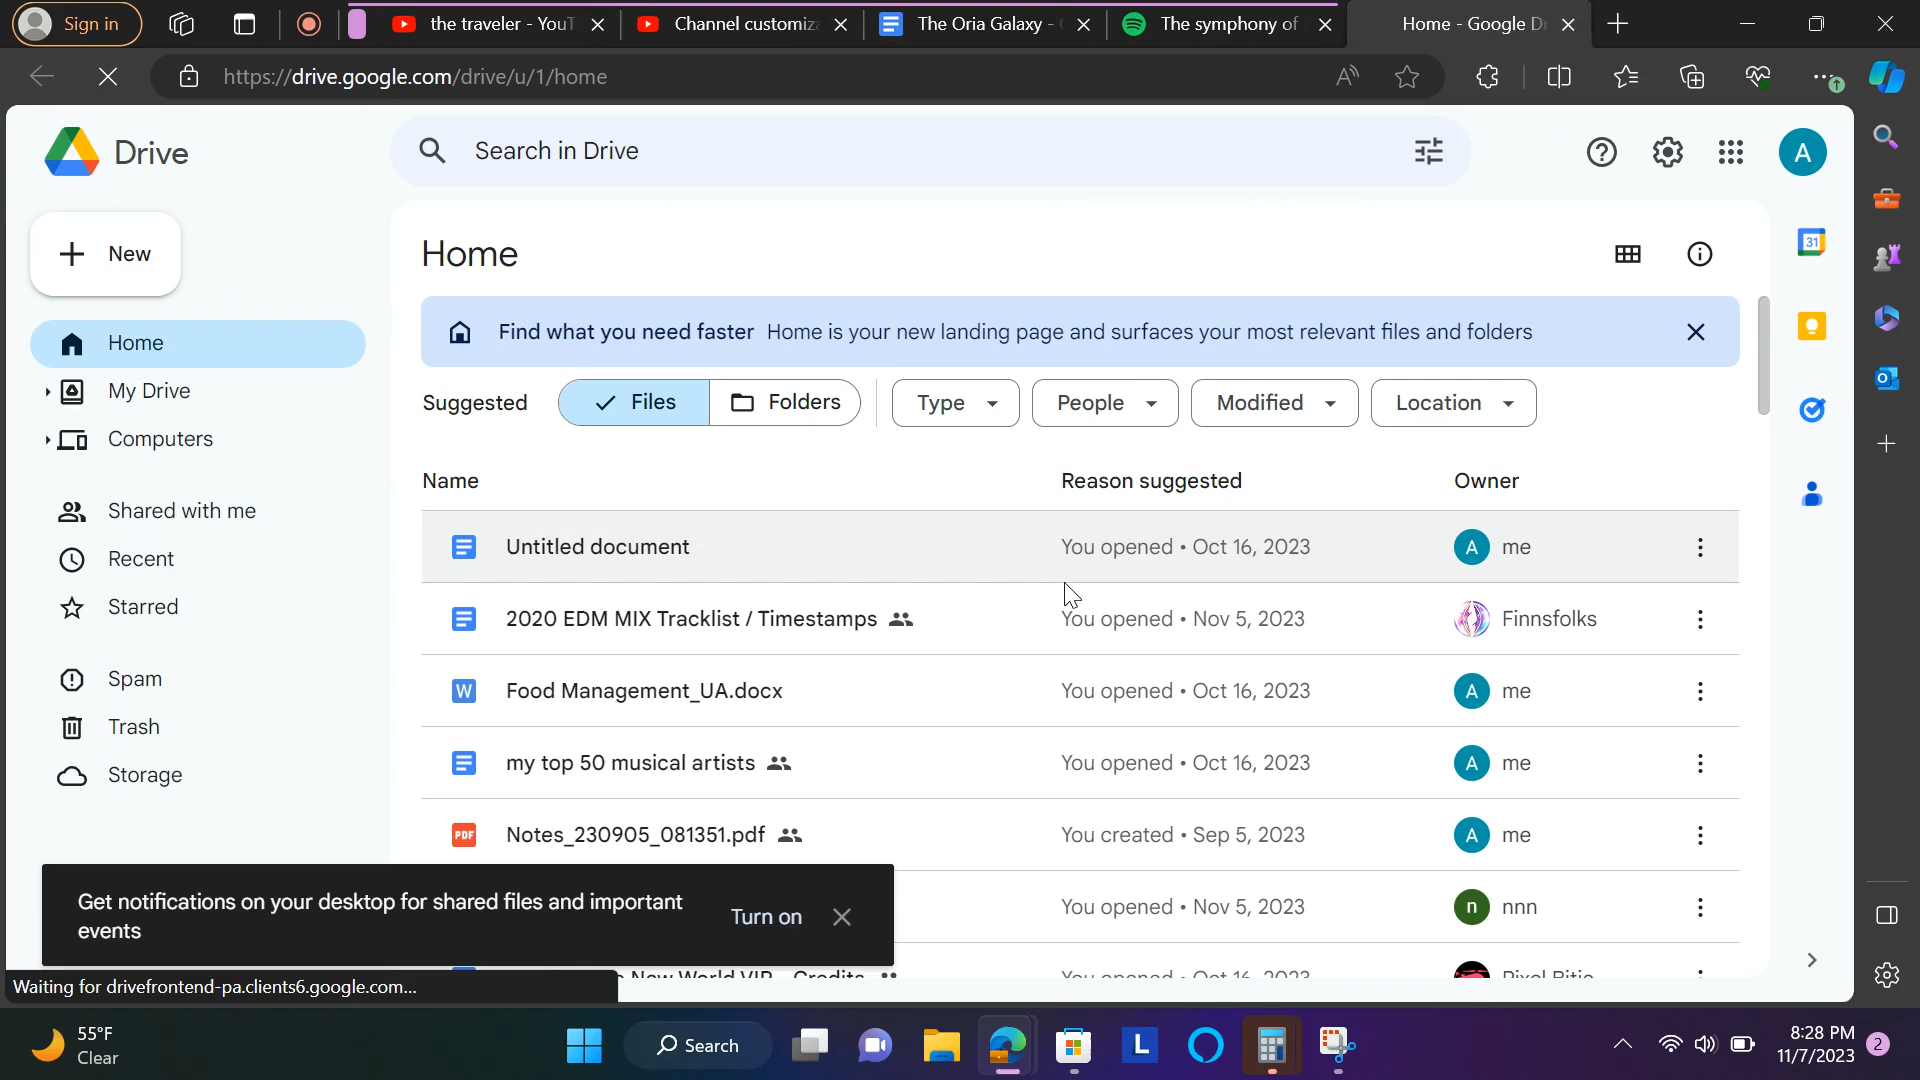 Sign in
the traveler - YouT
Channel customiza
The Oria Galaxy -
The symphony of
Home - Google Dr
https://drive.google.com/drive/u/1/home
Drive
Search in Drive
A
New
Home
My Drive
Computers
Shared with me
Recent
Starred
Spam
Trash
Storage
Home
Find what you need faster Home is your new landing page and surfaces your most relevant files and folders
Suggested Files Folders Type People Modified Location
Name Reason suggested Owner
Untitled document You opened • Oct 16, 2023 A me
2020 EDM MIX Tracklist / Timestamps You opened • Nov 5, 2023 Finnsfolks
W Food Management_UA.docx You opened • Oct 16, 2023 A me
my top 50 musical artists You opened • Oct 16, 2023 A me
PDF Notes_230905_081351.pdf You created • Sep 5, 2023 A me
You opened • Nov 5, 2023 n nnn
New World VIP - Credits You opened • Oct 16, 2023 Pixel Bitio
31
Get notifications on your desktop for shared files and important
events
Turn on
Waiting for drivefrontend-pa.clients6.google.com...
55°F
Clear
Search
L
8:28 PM
11/7/2023
2